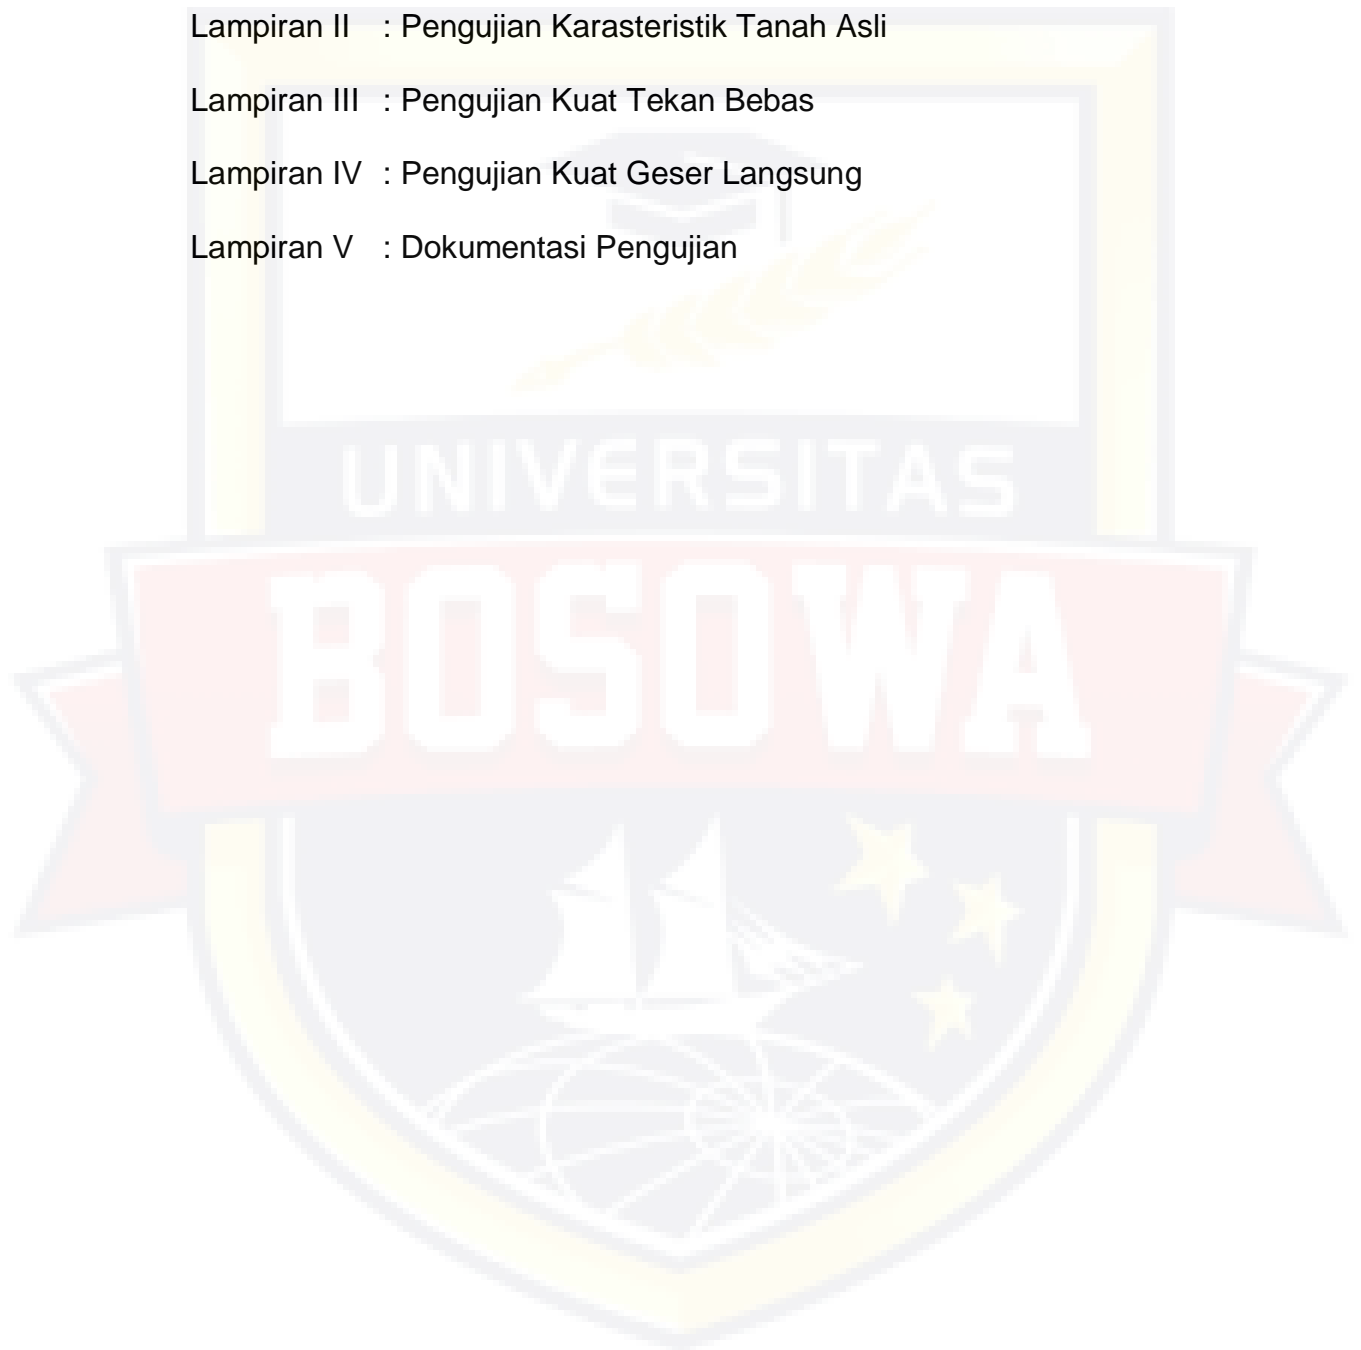 Lampiran II : Pengujian Karasteristik Tanah Asli
Lampiran III : Pengujian Kuat Tekan Bebas
Lampiran IV : Pengujian Kuat Geser Langsung
Lampiran V : Dokumentasi Pengujian
UNIVERSITAS
BOSOWA